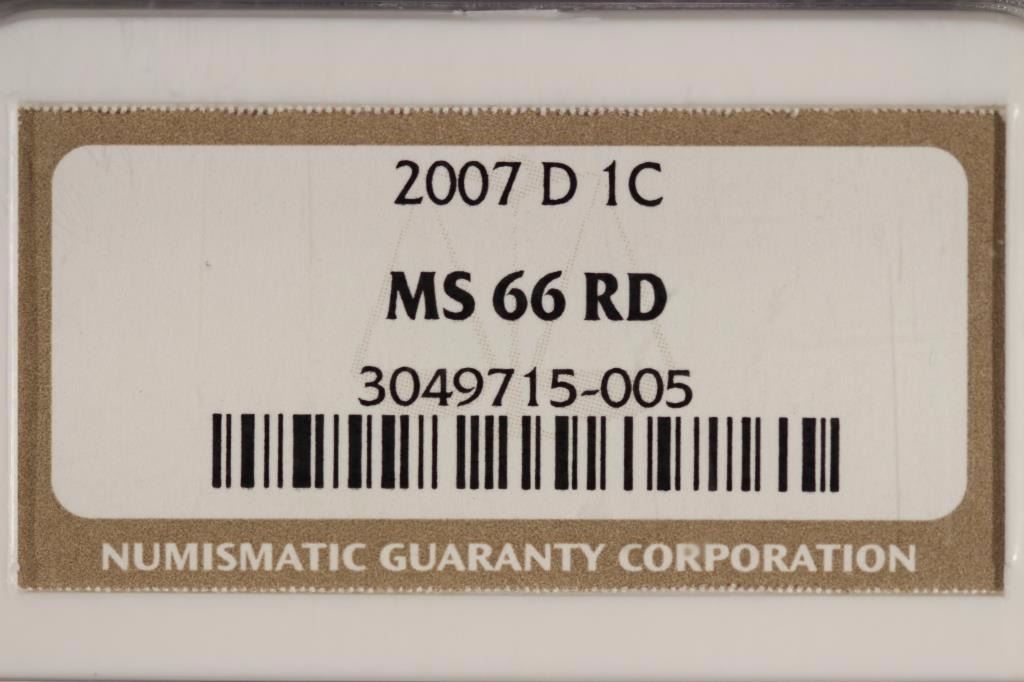 2007 D 1C
MS 66 RD
3049715-005
NUMISMATIC GUARANTY CORPORATION